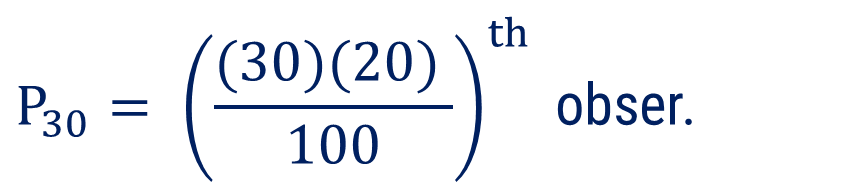 P₃₀ = ((30)(20)/100)ᵗʰ obser.